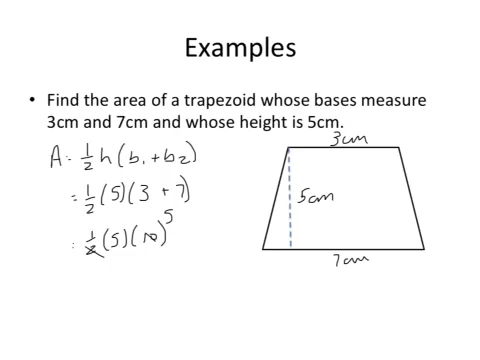 Examples
• Find the area of a trapezoid whose bases measure
3cm and 7cm and whose height is 5cm.
A = 1/2 h (b1 + b2)
= 1/2 (5)(3 + 7)
= 1/2 (5)(10) 5
3cm
5cm
7cm